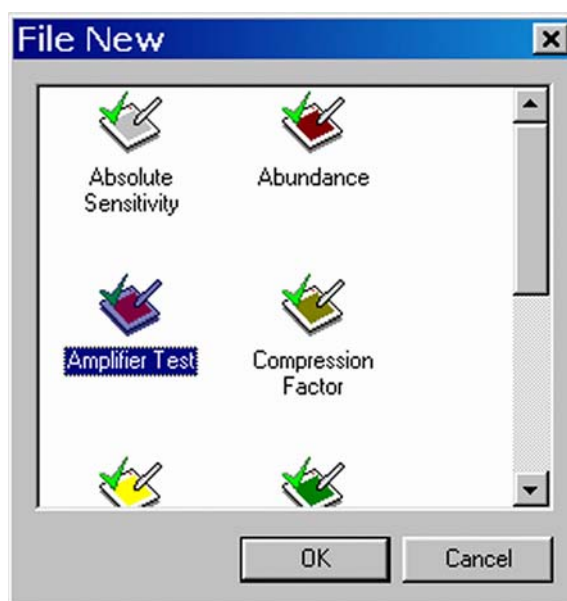 File New
Absolute
Sensitivity
Abundance
Amplifier Test
Compression
Factor
OK
Cancel